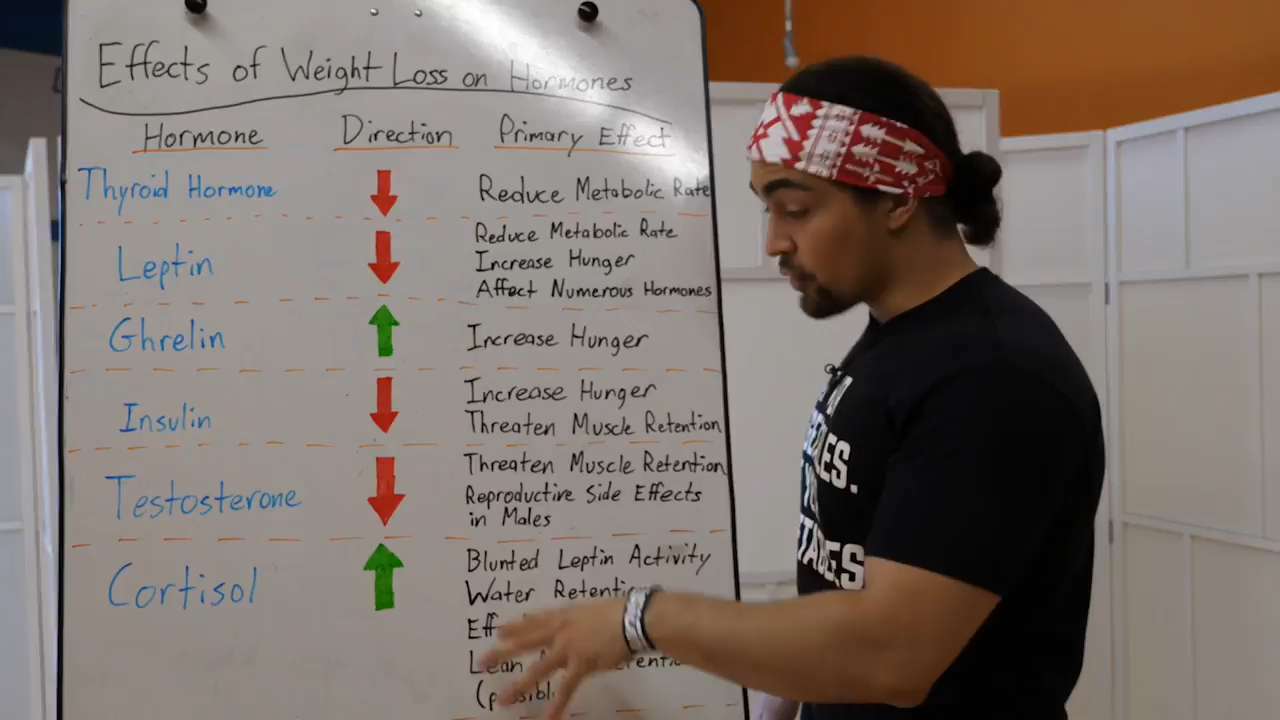 Effects of Weight Loss on Hormones
Hormone Direction Primary Effect
Thyroid Hormone Reduce Metabolic Rate
Leptin
Reduce Metabolic Rate
Increase Hunger
Affect Numerous Hormones
Ghrelin Increase Hunger
Insulin
Increase Hunger
Threaten Muscle Retention
Testosterone
Threaten Muscle Retention
Reproductive Side Effects
in Males
Cortisol
Blunted Leptin Activity
Water
Lean